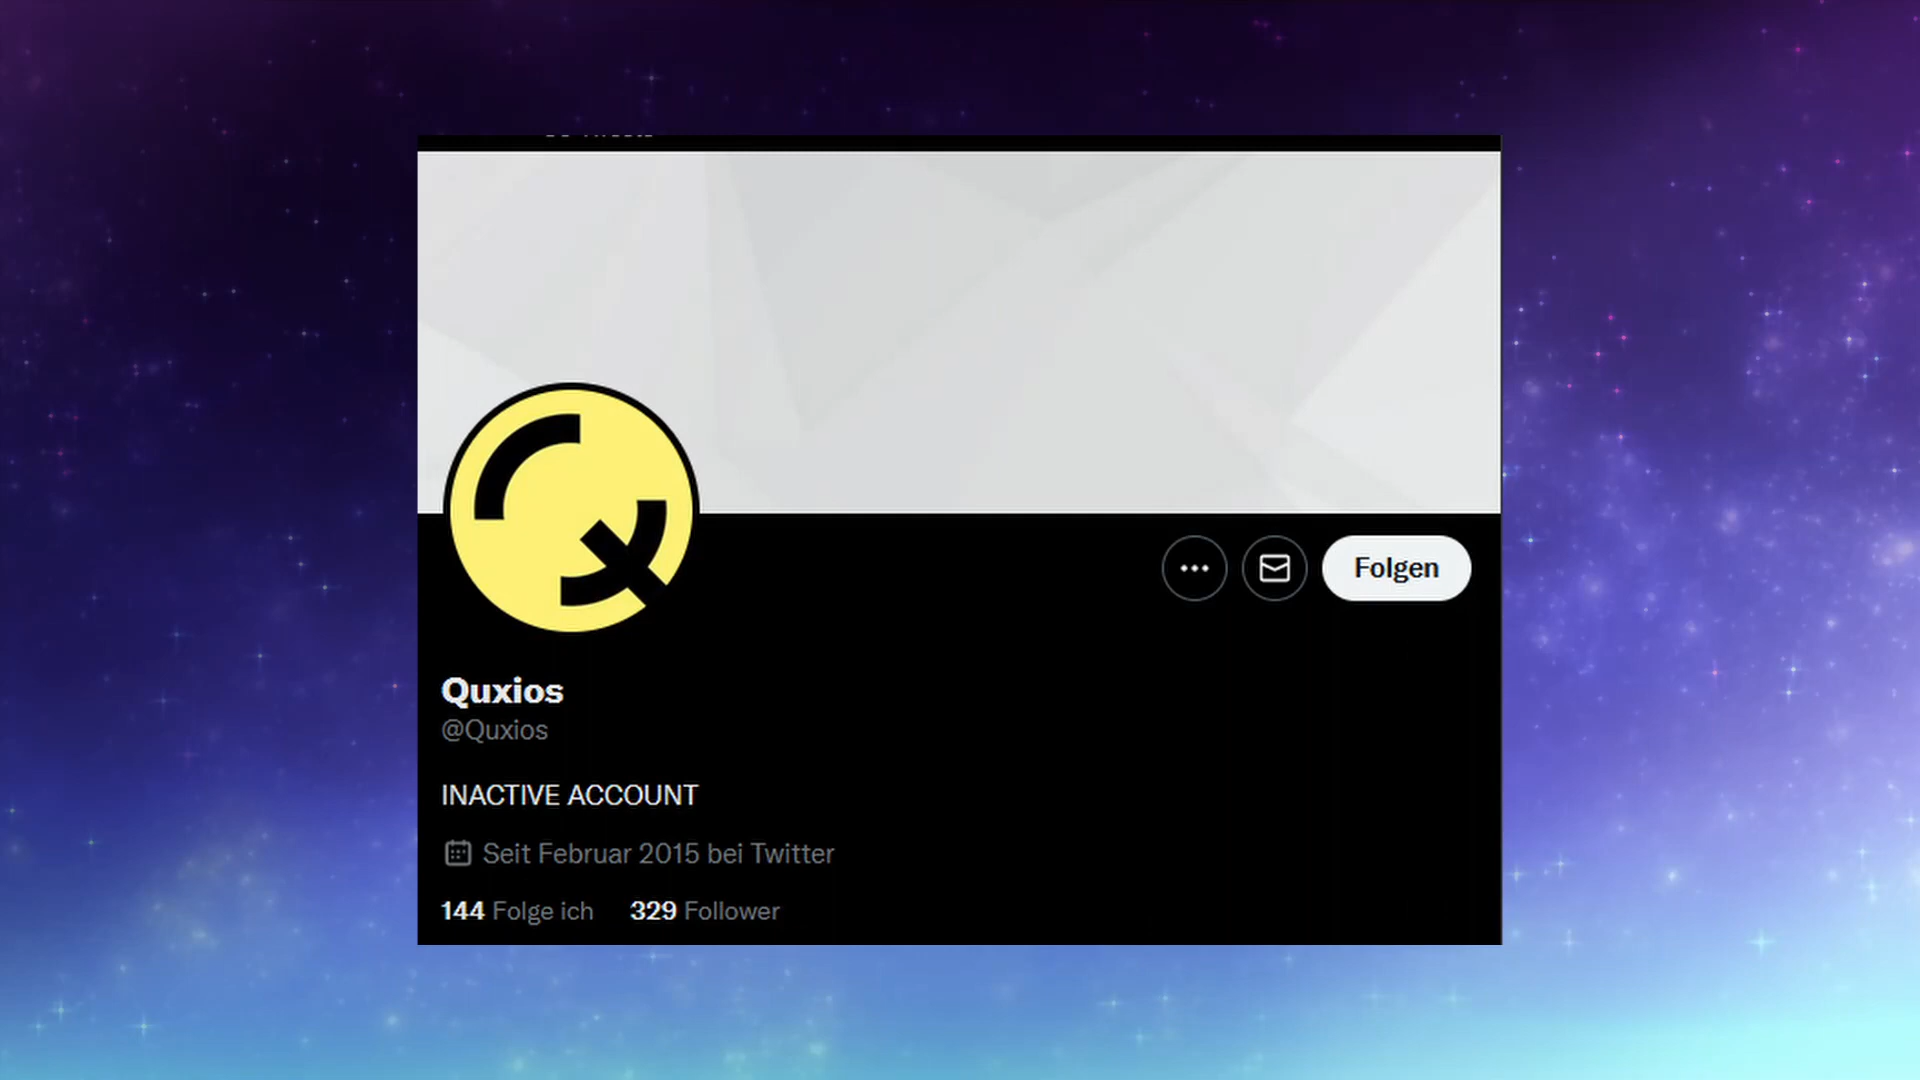 Folgen
Quxios
@Quxios
INACTIVE ACCOUNT
Seit Februar 2015 bei Twitter
144 Folge ich 329 Follower